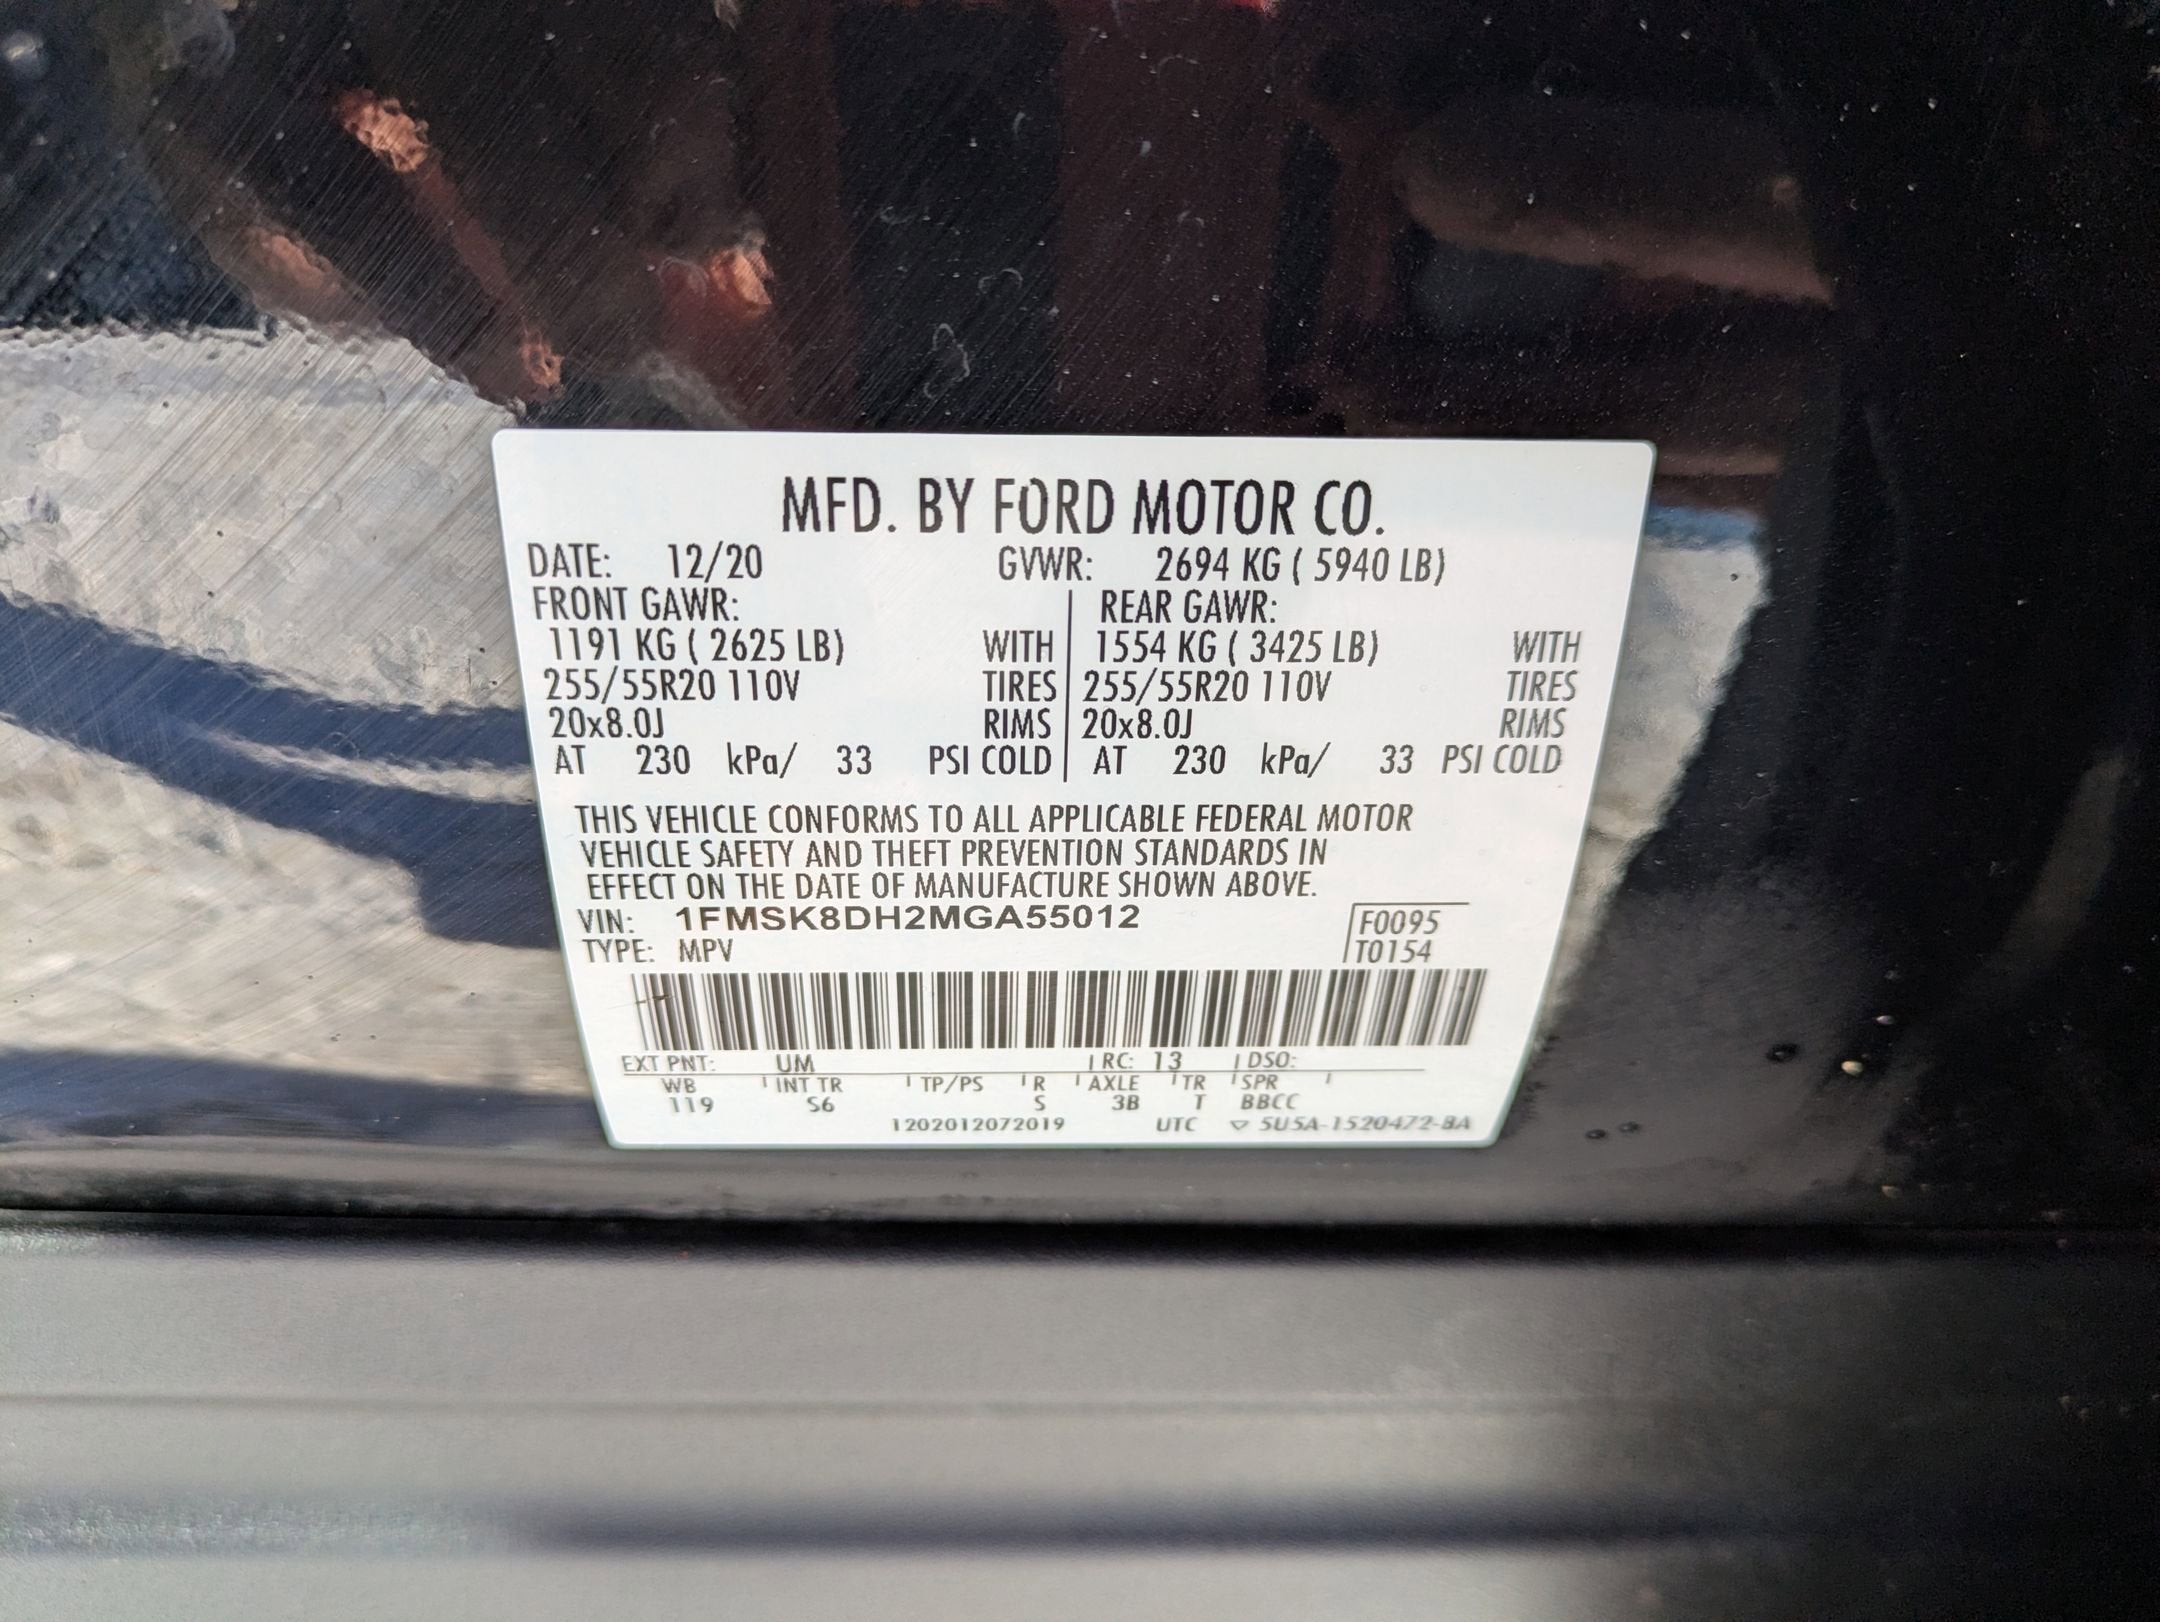 MFD. BY FORD MOTOR CO.
DATE: 12/20 GVWR: 2694 KG ( 5940 LB)
FRONT GAWR: REAR GAWR:
1191 KG ( 2625 LB) WITH 1554 KG ( 3425 LB) WITH
255/55R20 110V TIRES 255/55R20 110V TIRES
20x8.0J RIMS 20x8.0J RIMS
AT 230 kPa/ 33 PSI COLD AT 230 kPa/ 33 PSI COLD
THIS VEHICLE CONFORMS TO ALL APPLICABLE FEDERAL MOTOR
VEHICLE SAFETY AND THEFT PREVENTION STANDARDS IN
EFFECT ON THE DATE OF MANUFACTURE SHOWN ABOVE.
VIN: 1FMSK8DH2MGA55012 F0095
TYPE: MPV T0154
EXT PNT: UM RC: 13 DSO:
WB INT TR TP/PS R AXLE TR SPR
119 S6 S 3B T BBCC
1202012072019 UTC ▽ 5U5A-1520472-BA